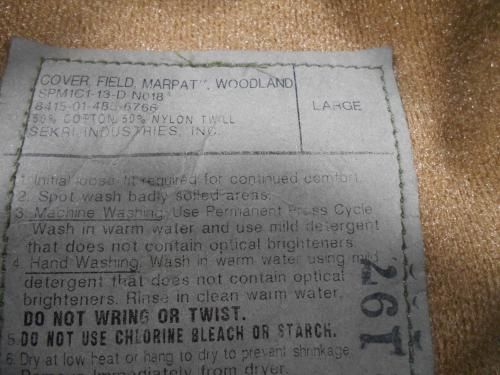 COVER, FIELD, MARPAT™, WOODLAND
SPM1C1-13-D-N018
8415-01-485-6766
50% COTTON 50% NYLON TWILL
SEKRI, INDUSTRIES, INC.
LARGE
1. Initial loose fit required for continued comfort.
2. Spot wash badly soiled areas.
3. Machine Washing: Use Permanent Press Cycle.
Wash in warm water and use mild detergent
that does not contain optical brighteners.
4. Hand Washing: Wash in warm water using mild
detergent that does not contain optical
brighteners. Rinse in clean warm water.
DO NOT WRING OR TWIST.
5. DO NOT USE CHLORINE BLEACH OR STARCH.
6. Dry at low heat or hang to dry to prevent shrinkage.
Remove immediately from dryer.
26T